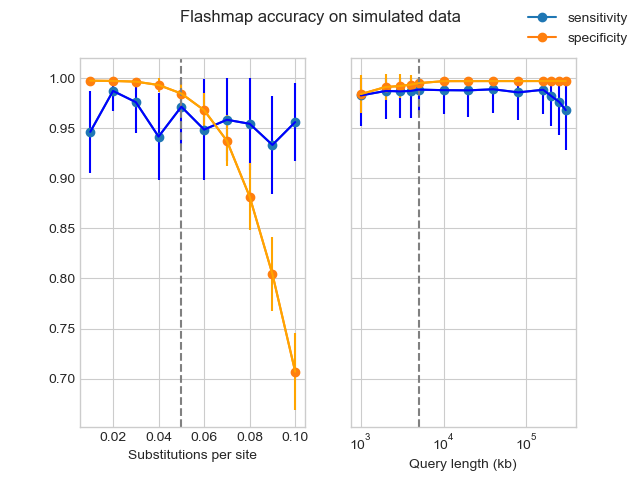 Flashmap accuracy on simulated data
sensitivity
specificity
1.00
0.95
0.90
0.85
0.80
0.75
0.70
0.02 0.04 0.06 0.08 0.10
Substitutions per site
10³ 10⁴ 10⁵
Query length (kb)